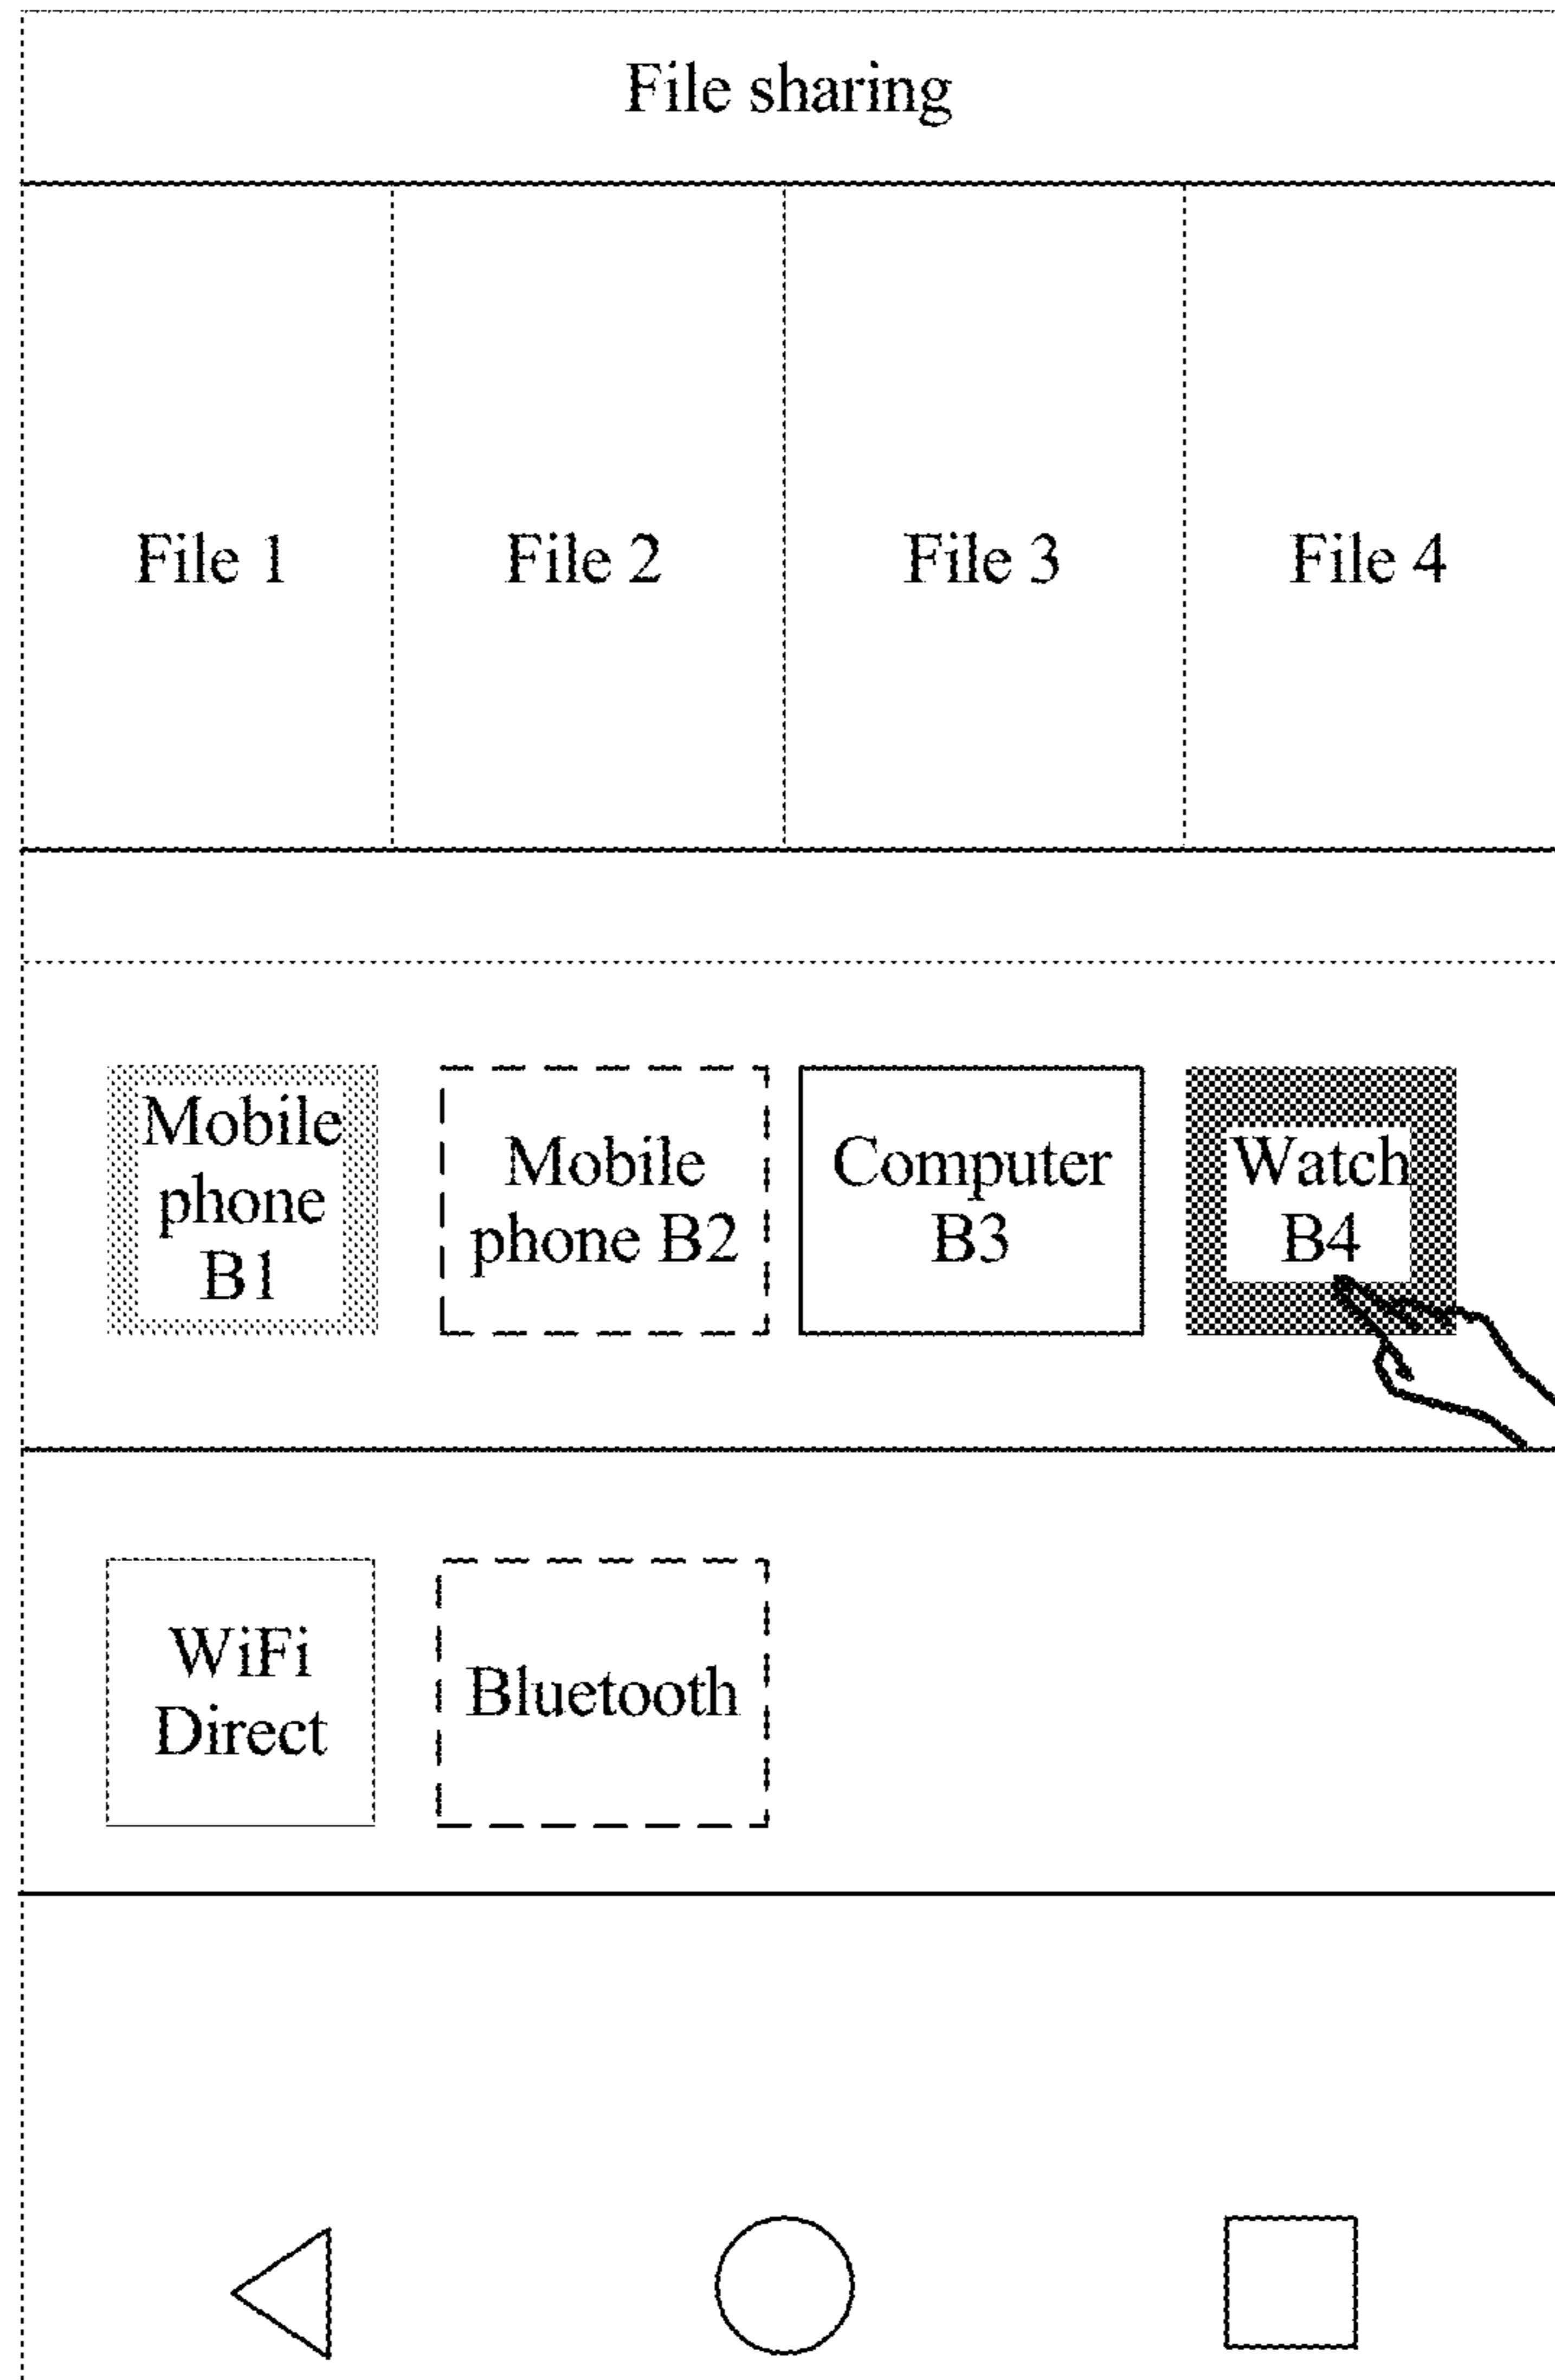 File sharing
File 1
File 2
File 3
File 4
Mobile
phone
B1
Mobile
phone B2
Computer
B3
Watch
B4
WiFi
Direct
Bluetooth